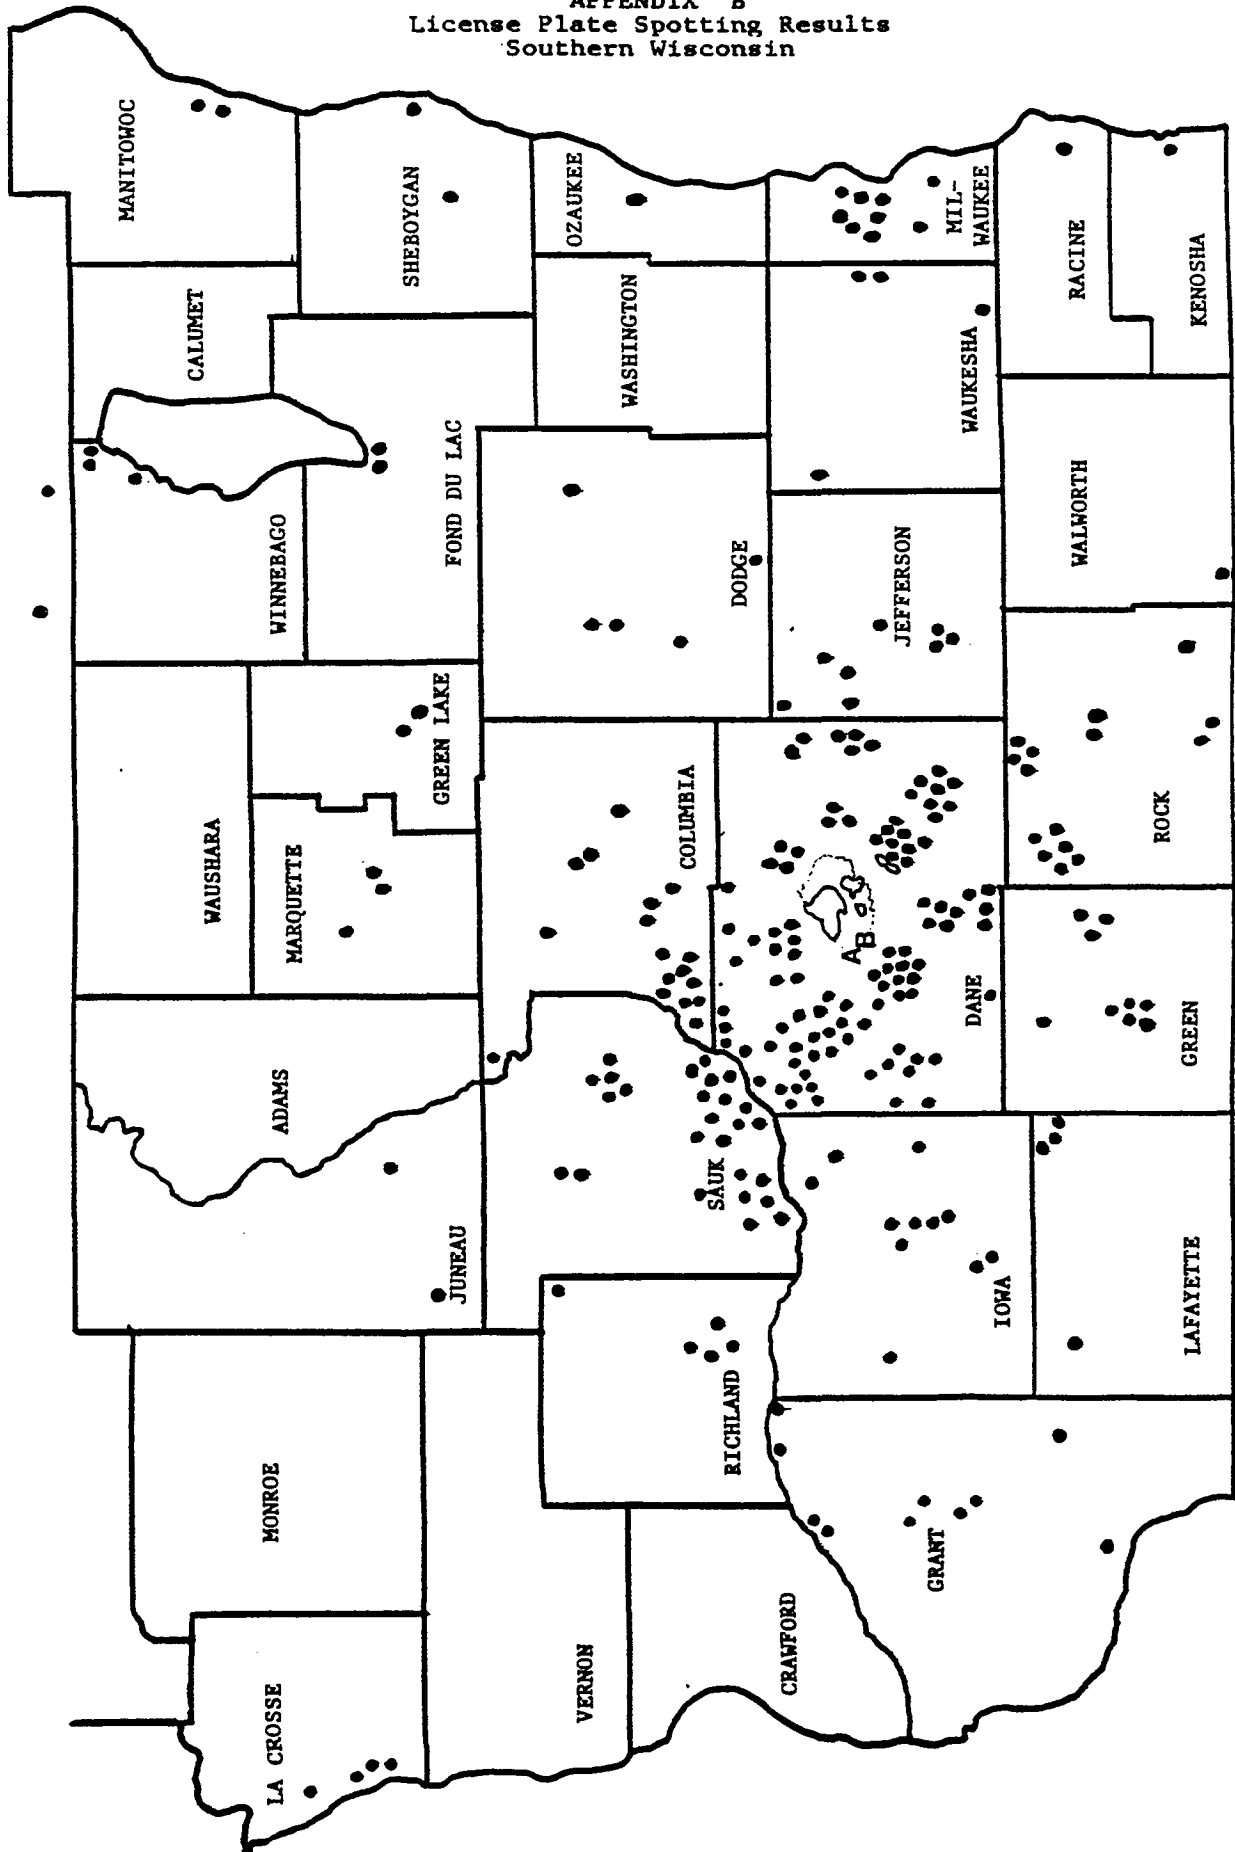 APPENDIX B
License Plate Spotting Results
Southern Wisconsin
MANITOWOC
CALUMET
SHEBOYGAN
OZAUKEE
MIL-
WAUKEE
RACINE
KENOSHA
WASHINGTON
WAUKESHA
WINNEBAGO
FOND DU LAC
DODGE
JEFFERSON
WALWORTH
WAUSHARA
MARQUETTE
GREEN LAKE
COLUMBIA
ROCK
A
B
DANE
GREEN
ADAMS
JUNEAU
SAUK
IOWA
LAFAYETTE
MONROE
RICHLAND
GRANT
LA CROSSE
VERNON
CRAWFORD